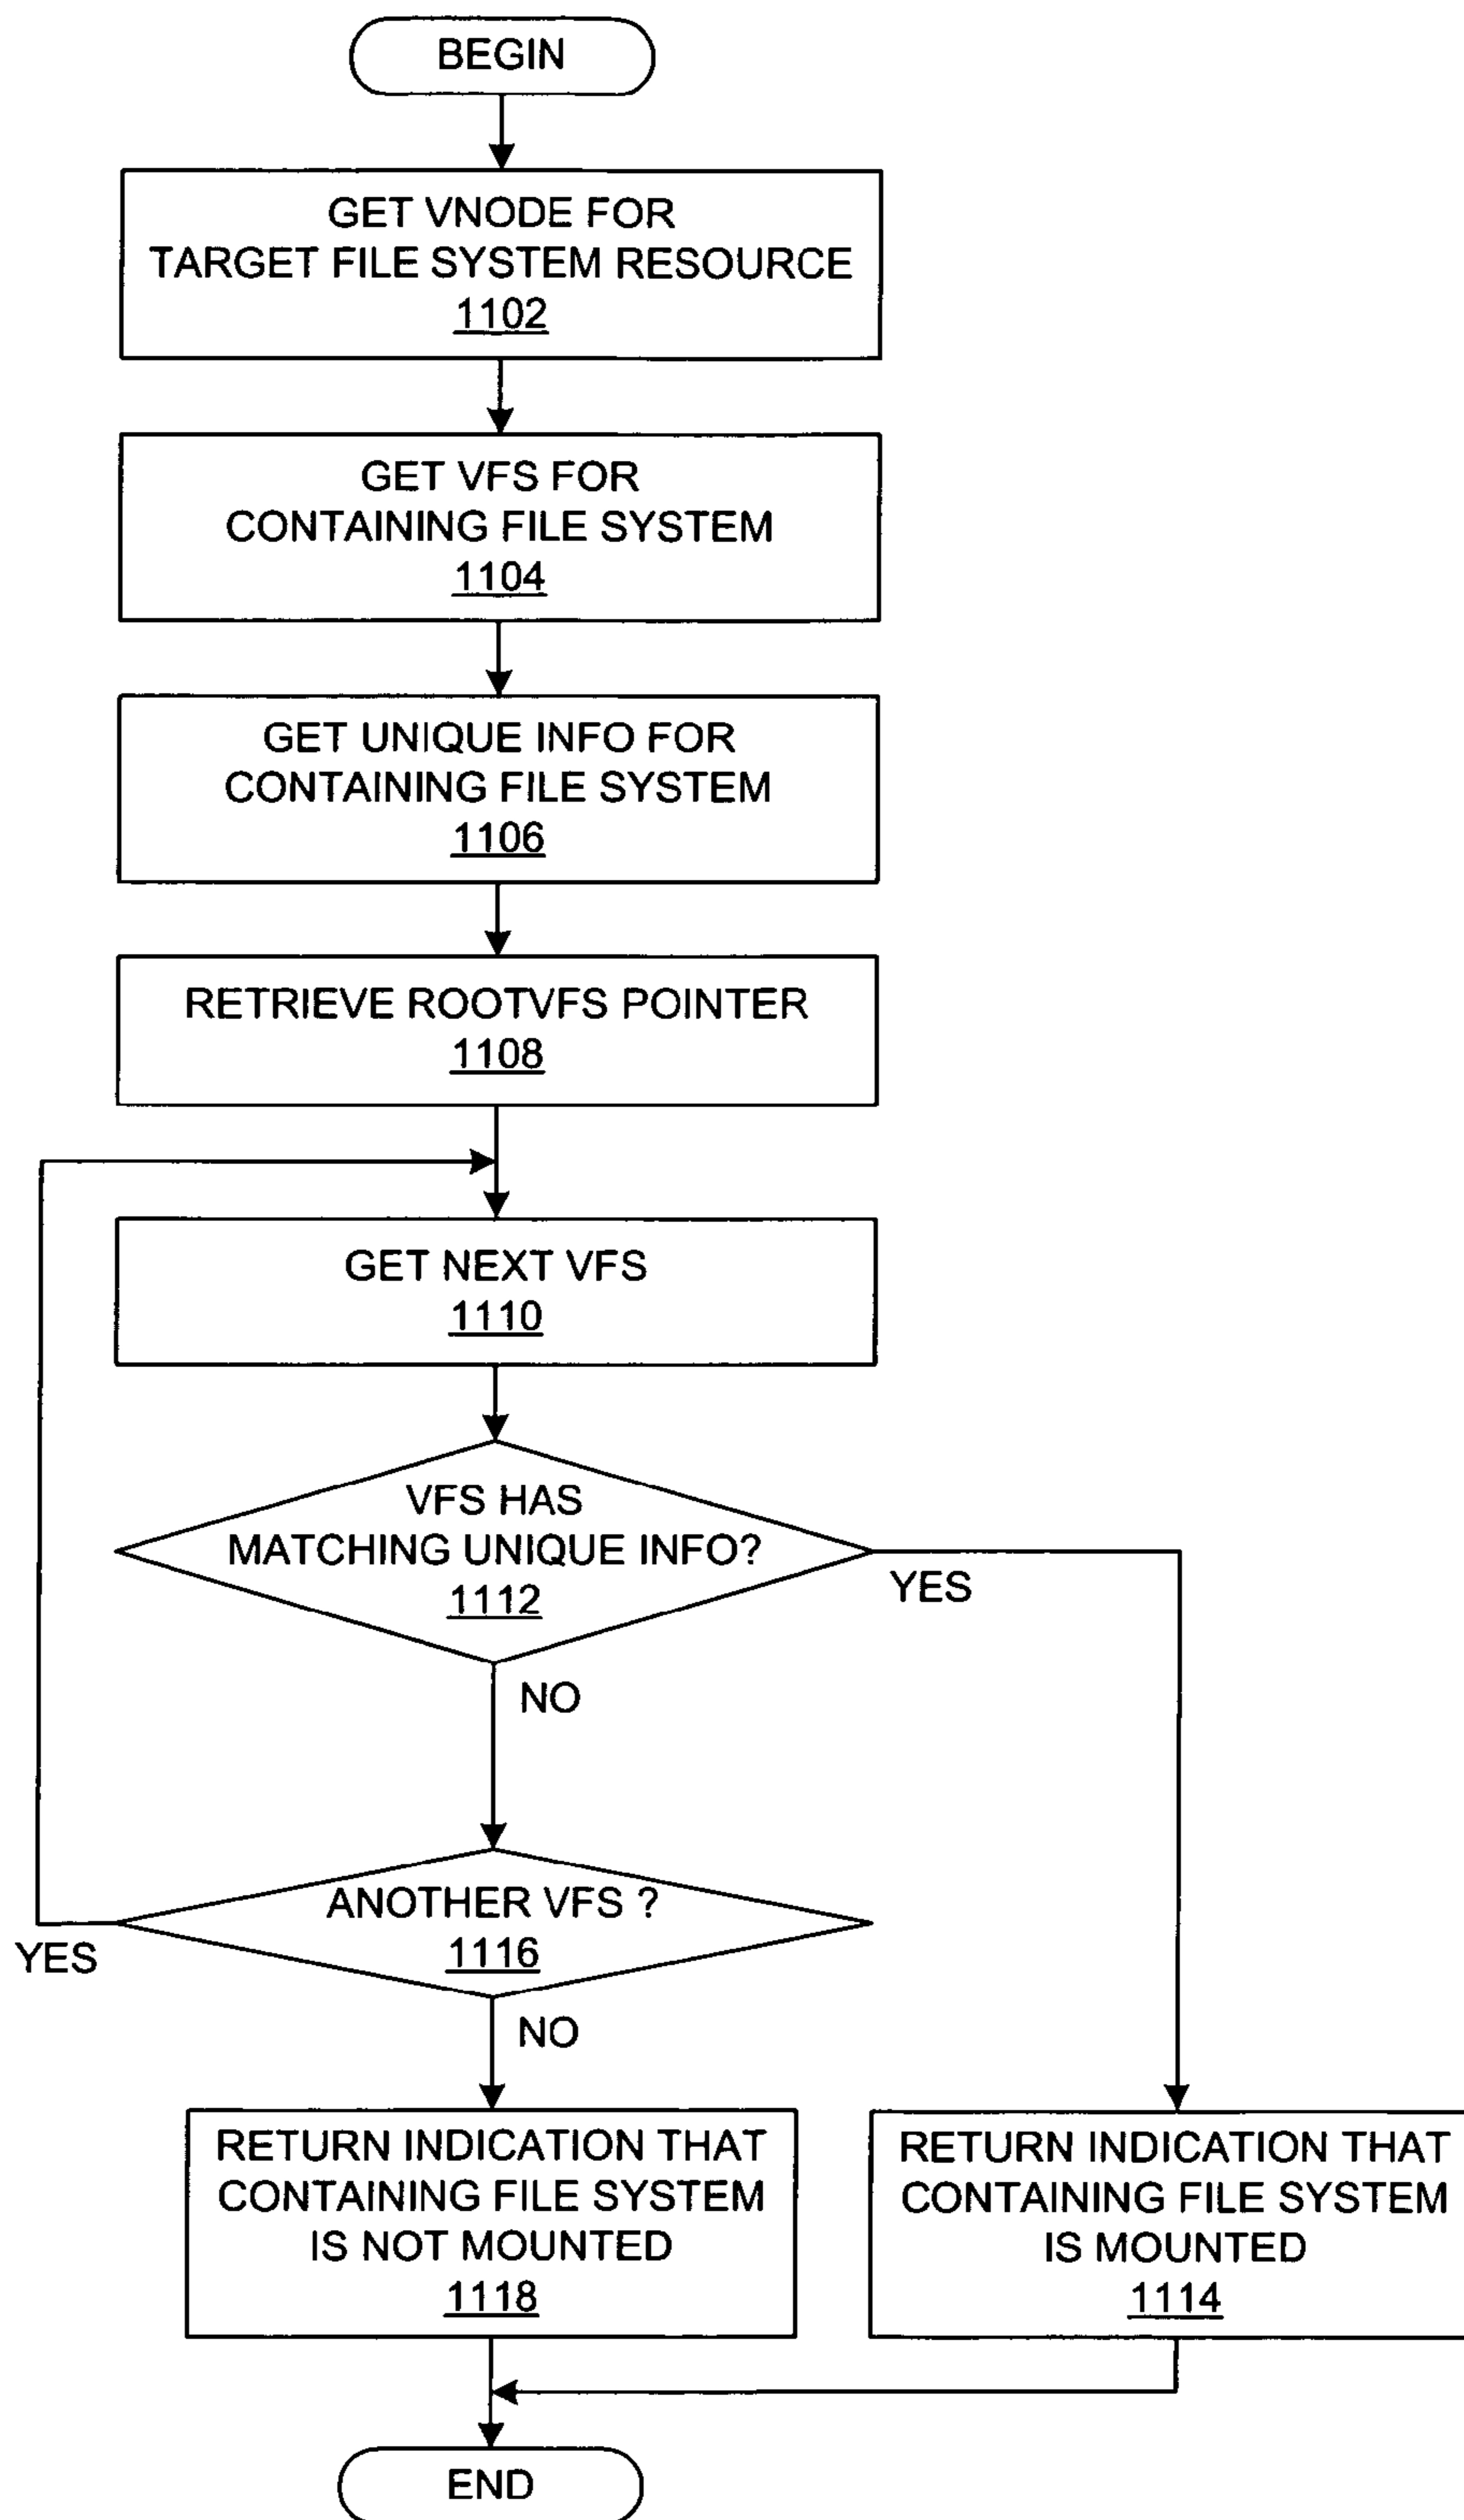 BEGIN
GET VNODE FOR
TARGET FILE SYSTEM RESOURCE
1102
GET VFS FOR
CONTAINING FILE SYSTEM
1104
GET UNIQUE INFO FOR
CONTAINING FILE SYSTEM
1106
RETRIEVE ROOTVFS POINTER
1108
GET NEXT VFS
1110
VFS HAS
MATCHING UNIQUE INFO?
1112
YES
NO
ANOTHER VFS ?
1116
YES
NO
RETURN INDICATION THAT
CONTAINING FILE SYSTEM
IS NOT MOUNTED
1118
RETURN INDICATION THAT
CONTAINING FILE SYSTEM
IS MOUNTED
1114
END